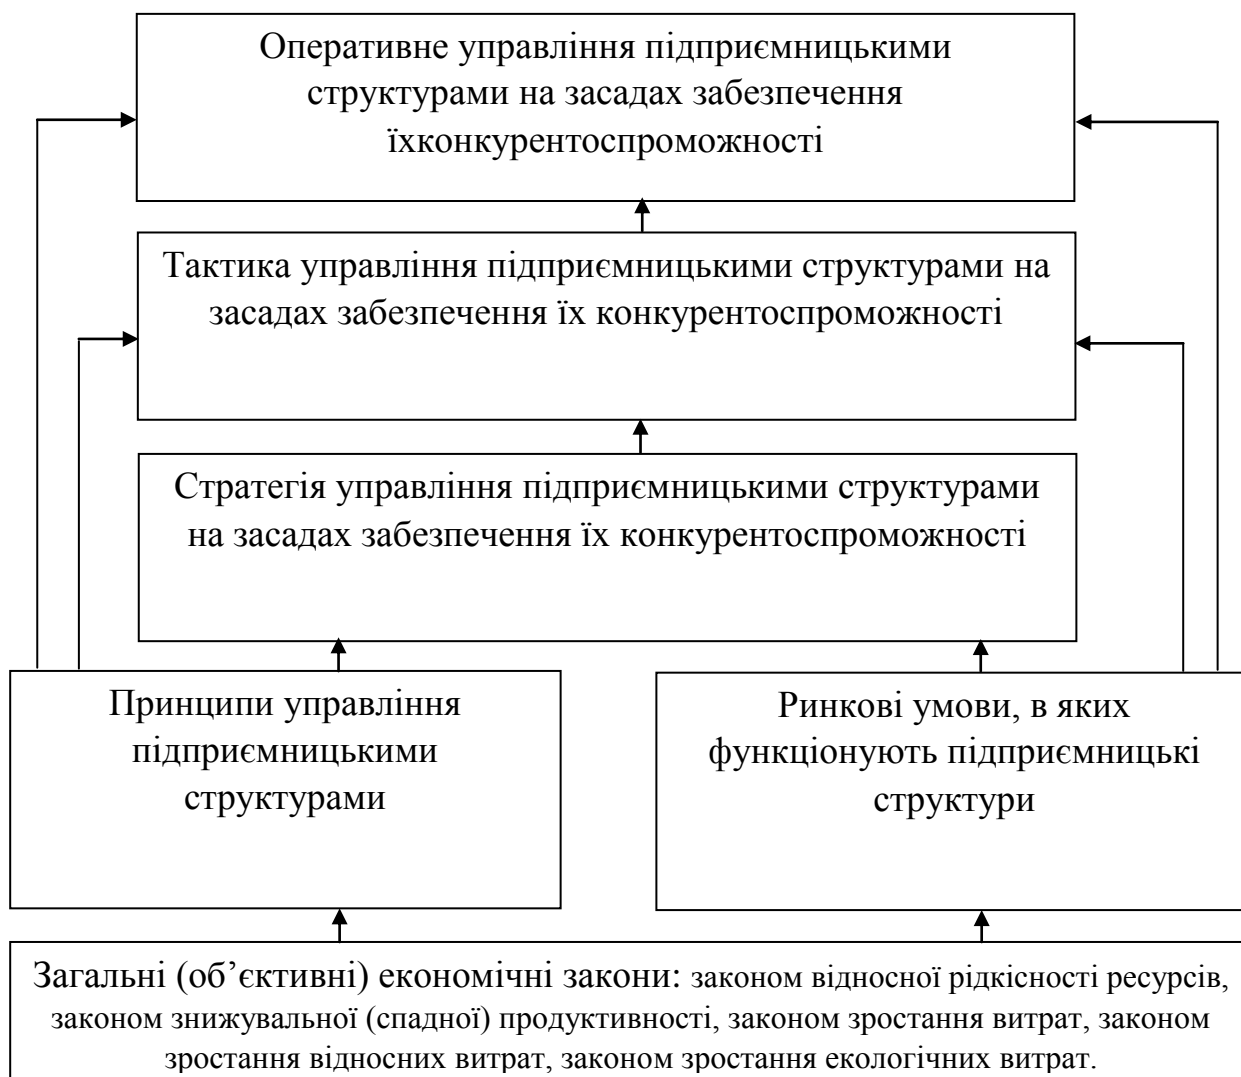 Оперативне управління підприємницькими
структурами на засадах забезпечення
їхконкурентоспроможності
Тактика управління підприємницькими структурами на
засадах забезпечення їх конкурентоспроможності
Стратегія управління підприємницькими структурами
на засадах забезпечення їх конкурентоспроможності
Принципи управління
підприємницькими
структурами
Ринкові умови, в яких
функціонують підприємницькі
структури
Загальні (об’єктивні) економічні закони: законом відносної рідкісності ресурсів,
законом знижувальної (спадної) продуктивності, законом зростання витрат, законом
зростання відносних витрат, законом зростання екологічних витрат.